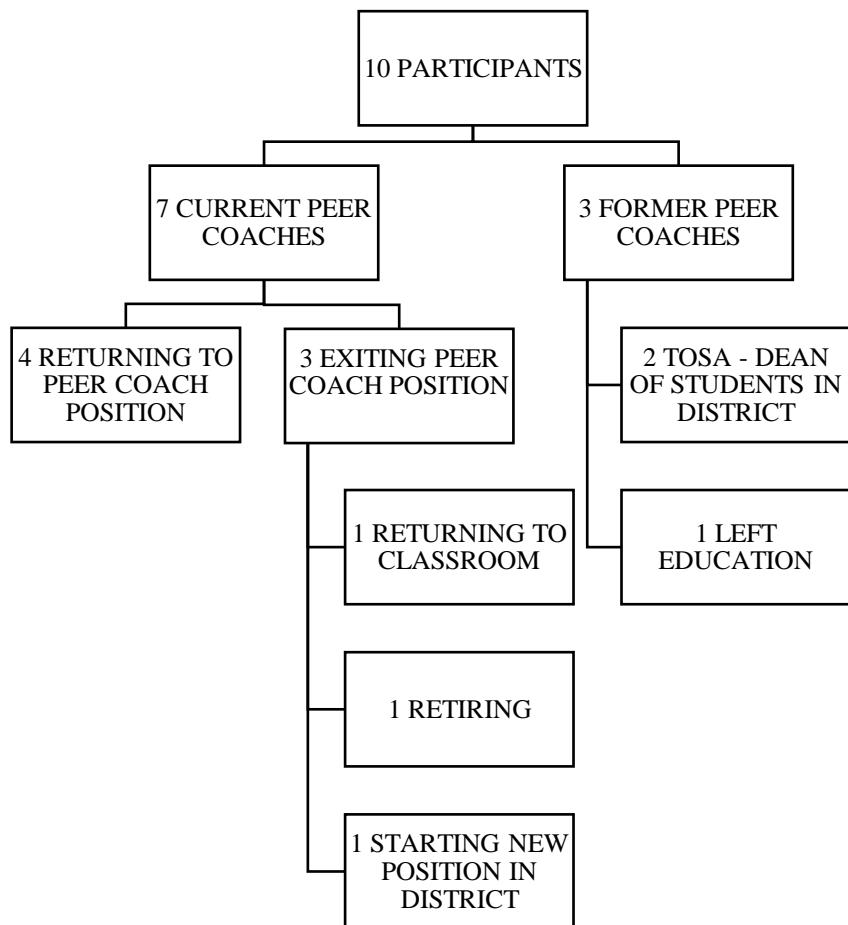 10 PARTICIPANTS
7 CURRENT PEER
COACHES
3 FORMER PEER
COACHES
4 RETURNING TO
PEER COACH
POSITION
3 EXITING PEER
COACH POSITION
2 TOSA - DEAN
OF STUDENTS IN
DISTRICT
1 RETURNING TO
CLASSROOM
1 LEFT
EDUCATION
1 RETIRING
1 STARTING NEW
POSITION IN
DISTRICT